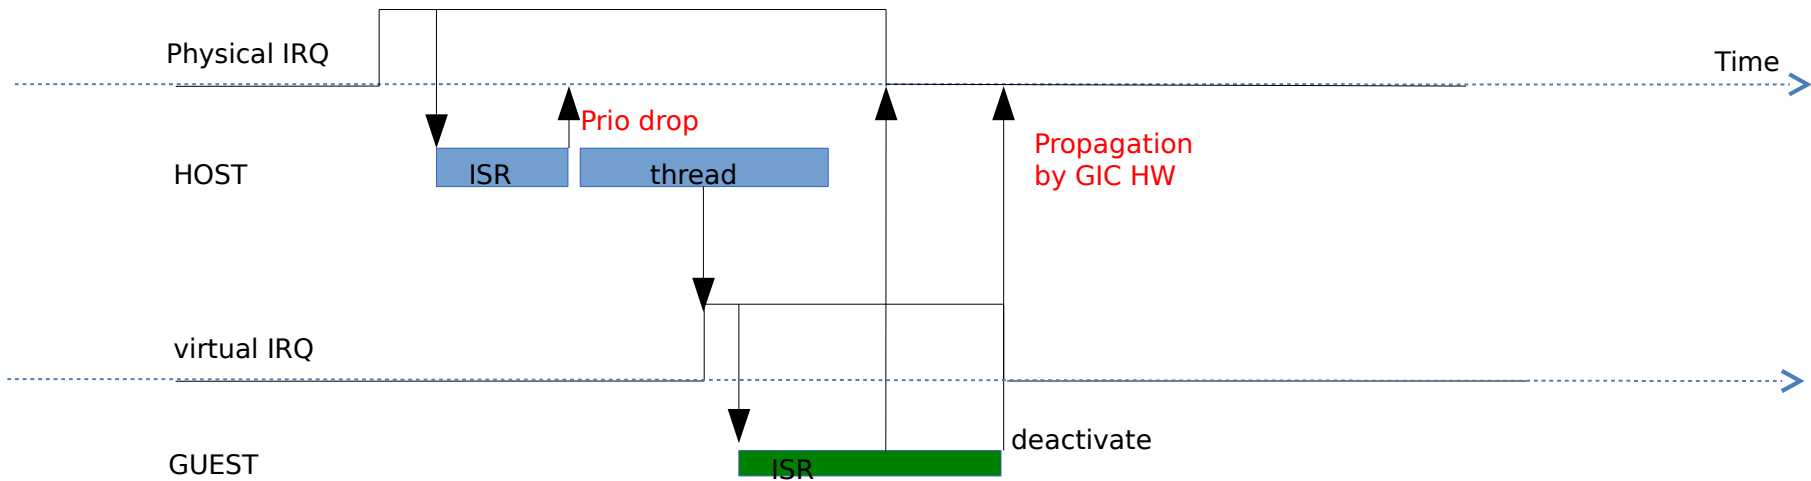 Physical IRQ
Time
Prio drop
Propagation
by GIC HW
HOST
ISR
thread
virtual IRQ
deactivate
GUEST
ISR